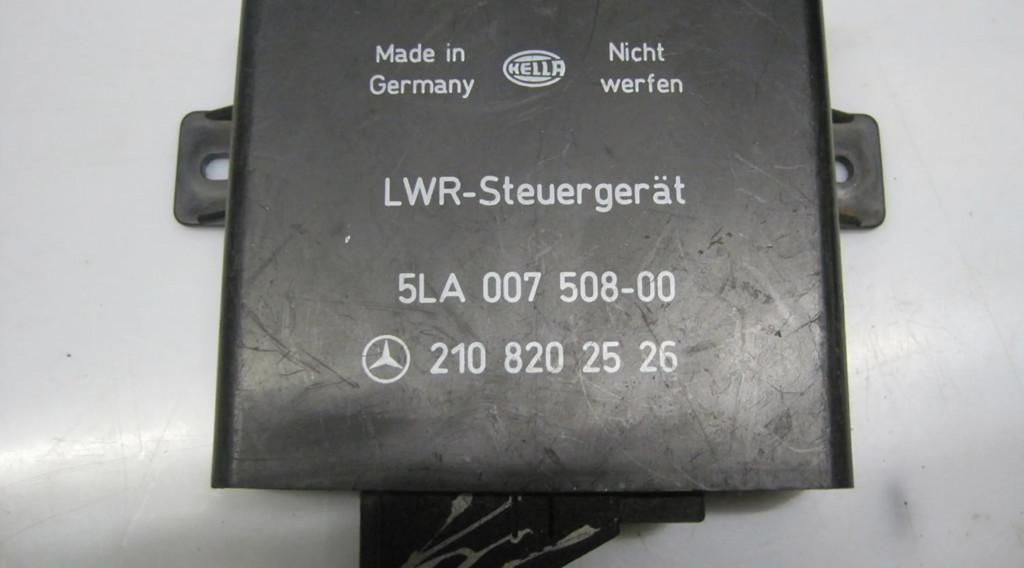 Made in
Germany
HELLA
Nicht
werfen
LWR-Steuergerät
5LA 007 508-00
210 820 25 26